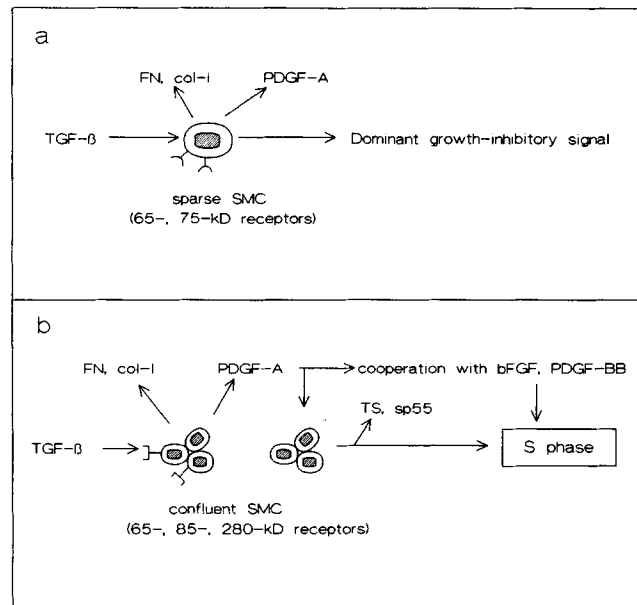 a
FN, col-i
PDGF-A
TGF-ß
Dominant growth-inhibitory signal
sparse SMC
(65-, 75-kD receptors)
b
FN, col-I
PDGF-A
cooperation with bFGF, PDGF-BB
TS, sp55
TGF-ß
S phase
confluent SMC
(65-, 85-, 280-kD receptors)